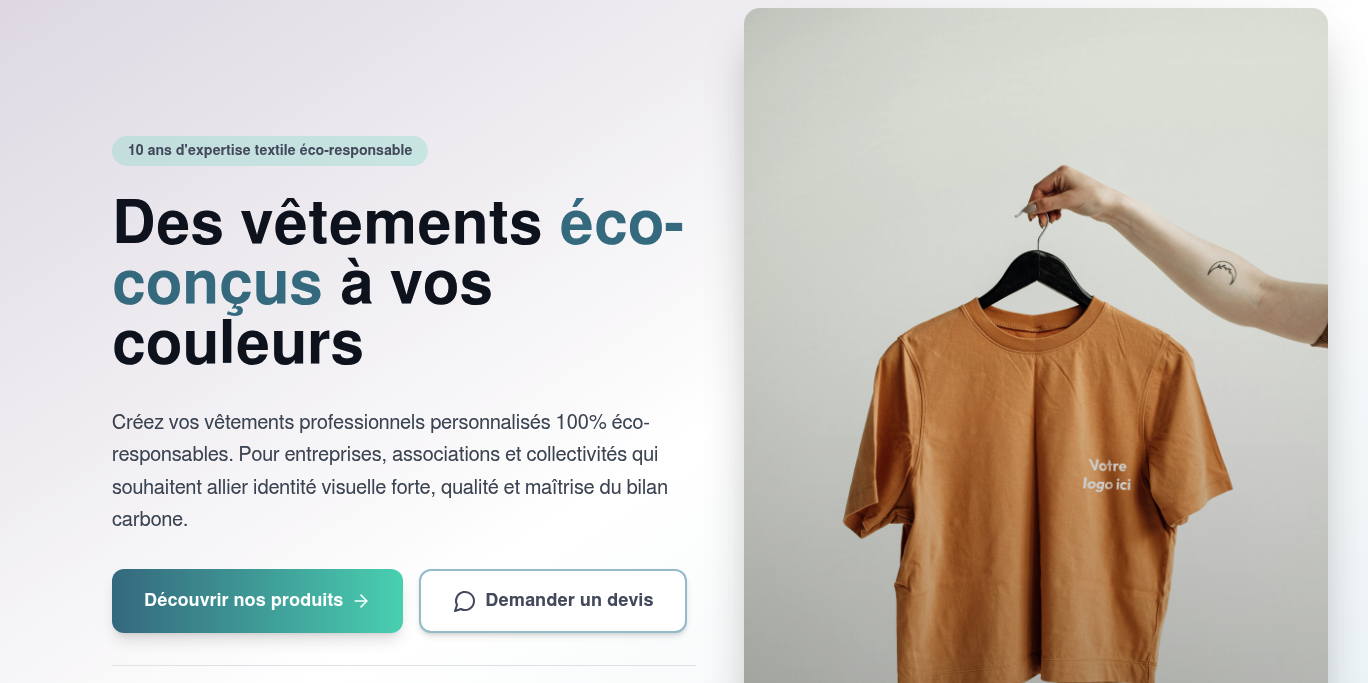 10 ans d'expertise textile éco-responsable
Des vêtements éco-
conçus à vos
couleurs
Créez vos vêtements professionnels personnalisés 100% éco-
responsables. Pour entreprises, associations et collectivités qui
souhaitent allier identité visuelle forte, qualité et maîtrise du bilan
carbone.
Découvrir nos produits →
Demander un devis
Votre
logo ici